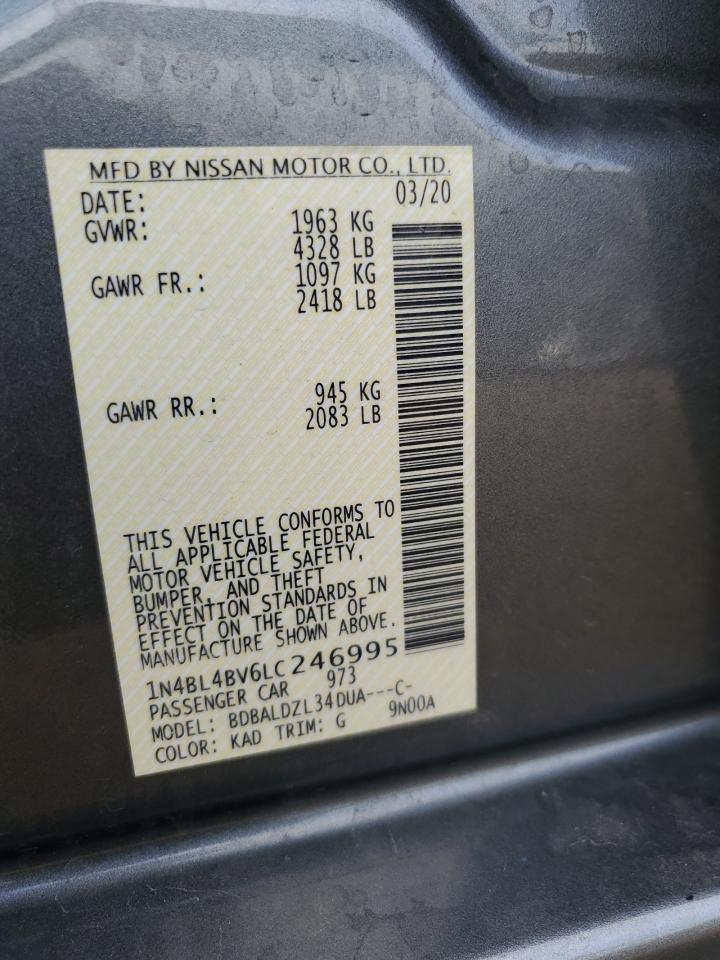 MFD BY NISSAN MOTOR CO., LTD.
DATE: 03/20
GVWR: 1963 KG
4328 LB
GAWR FR.: 1097 KG
2418 LB
GAWR RR.: 945 KG
2083 LB
THIS VEHICLE CONFORMS TO
ALL APPLICABLE FEDERAL
MOTOR VEHICLE SAFETY,
BUMPER, AND THEFT
PREVENTION STANDARDS IN
EFFECT ON THE DATE OF
MANUFACTURE SHOWN ABOVE.
1N4BL4BV6LC246995
PASSENGER CAR 973
MODEL: BDBALDZL34DUA---C-
COLOR: KAD TRIM: G 9N00A